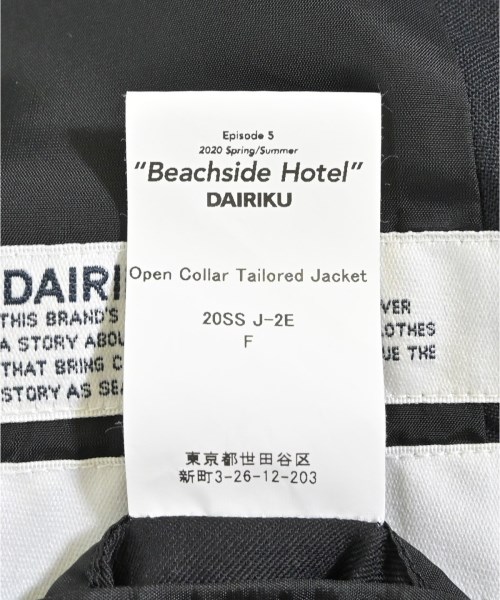 Episode 5
2020 Spring/Summer
"Beachside Hotel"
DAIRIKU
Open Collar Tailored Jacket
20SS J-2E
F
東京都世田谷区
新町3-26-12-203
DAIRI
THIS BRAND'S
A STORY ABOU
THAT BRING C
STORY AS SEA
VER
LOTHES
UE THE